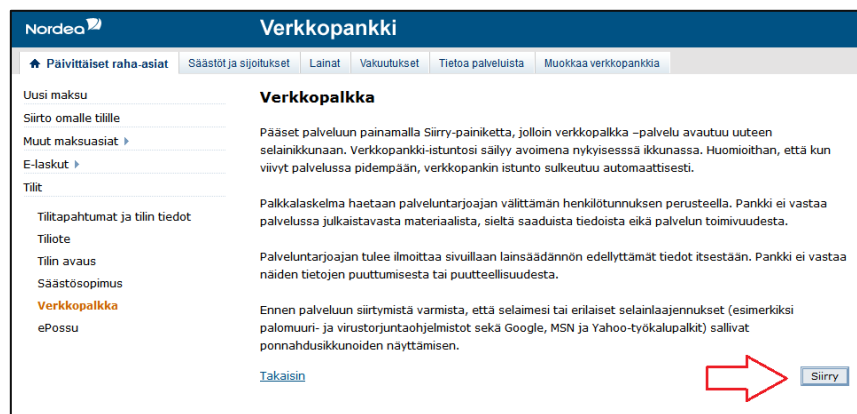 Nordea
Verkkopankki
Päivittäiset raha-asiat
Säästöt ja sijoitukset
Lainat
Vakuutukset
Tietoa palveluista
Muokkaa verkkopankkia
Uusi maksu
Siirto omalle tilille
Muut maksuasiat
E-laskut
Tilit
Tilitapahtumat ja tilin tiedot
Tiliote
Tilin avaus
Säästösopimus
Verkkopalkka
ePossu
Verkkopalkka
Pääset palveluun painamalla Siirry-painiketta, jolloin verkkopalkka –palvelu avautuu uuteen
selainikkunaan. Verkkopankki-istuntosi säilyy avoimena nykyisesssä ikkunassa. Huomioithan, että kun
viivyt palvelussa pidempään, verkkopankin istunto sulkeutuu automaattisesti.
Palkkalaskelma haetaan palveluntarjoajan välittämän henkilötunnuksen perusteella. Pankki ei vastaa
palvelussa julkaistavasta materiaalista, sieltä saaduista tiedoista eikä palvelun toimivuudesta.
Palveluntarjoajan tulee ilmoittaa sivuillaan lainsäädännön edellyttämät tiedot itsestään. Pankki ei vastaa
näiden tietojen puuttumisesta tai puutteellisuudesta.
Ennen palveluun siirtymistä varmista, että selaimesi tai erilaiset selainlaajennukset (esimerkiksi
palomuuri- ja virustorjuntaohjelmistot sekä Google, MSN ja Yahoo-työkalupalkit) sallivat
ponnahdusikkunoiden näyttämisen.
Takaisin
Siirry